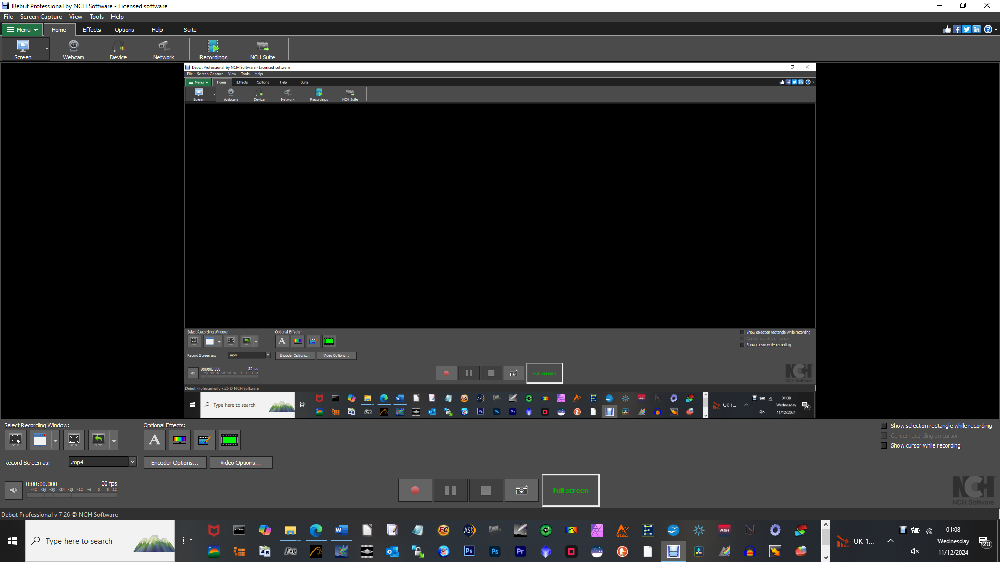 Debut Professional by NCH Software - Licensed software
File Screen Capture View Tools Help
Menu Home Effects Options Help Suite
Screen Webcam Device Network Recordings NCH Suite
Debut Professional by NCH Software - Licensed software
File Screen Capture View Tools Help
Menu Home Effects Options Help Suite
Screen Webcam Device Network Recordings NCH Suite
Select Recording Window: Optional Effects: Show selection rectangle while recording
Center recording on cursor
Show cursor while recording
Record Screen as: .mp4 Encoder Options... Video Options...
0:00:00.000 30 fps
Full screen
NCH
NCH Software
Debut Professional v 7.26 © NCH Software
Type here to search
UK 1...
01:08
Wednesday
11/12/2024
20
Select Recording Window: Optional Effects: Show selection rectangle while recording
Center recording on cursor
Show cursor while recording
Record Screen as: .mp4 Encoder Options... Video Options...
0:00:00.000 30 fps
-42 -36 -30 -24 -18 -12 -6 0 6 12
Full screen
NCH
NCH Software
Debut Professional v 7.26 © NCH Software
Type here to search
UK 1...
01:08
Wednesday
11/12/2024
20